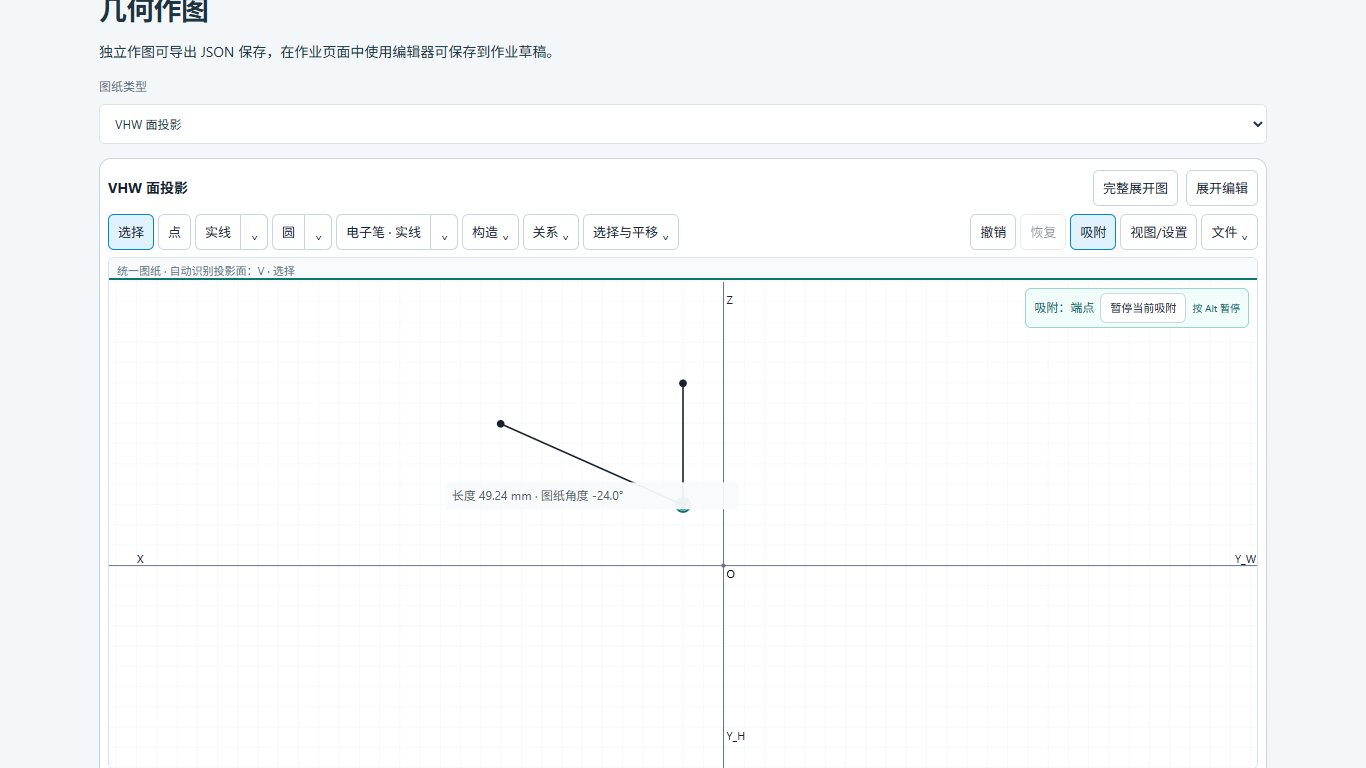 几何作图
独立作图可导出 JSON 保存，在作业页面中使用编辑器可保存到作业草稿。
图纸类型
VHW 面投影
VHW 面投影
完整展开图 展开编辑
选择 点 实线 圆 电子笔 · 实线 构造 关系 选择与平移 撤销 恢复 吸附 视图/设置 文件
统一图纸 · 自动识别投影面：V · 选择
Z
吸附：端点 暂停当前吸附 按 Alt 暂停
长度 49.24 mm · 图纸角度 -24.0°
X
Y_W
O
Y_H